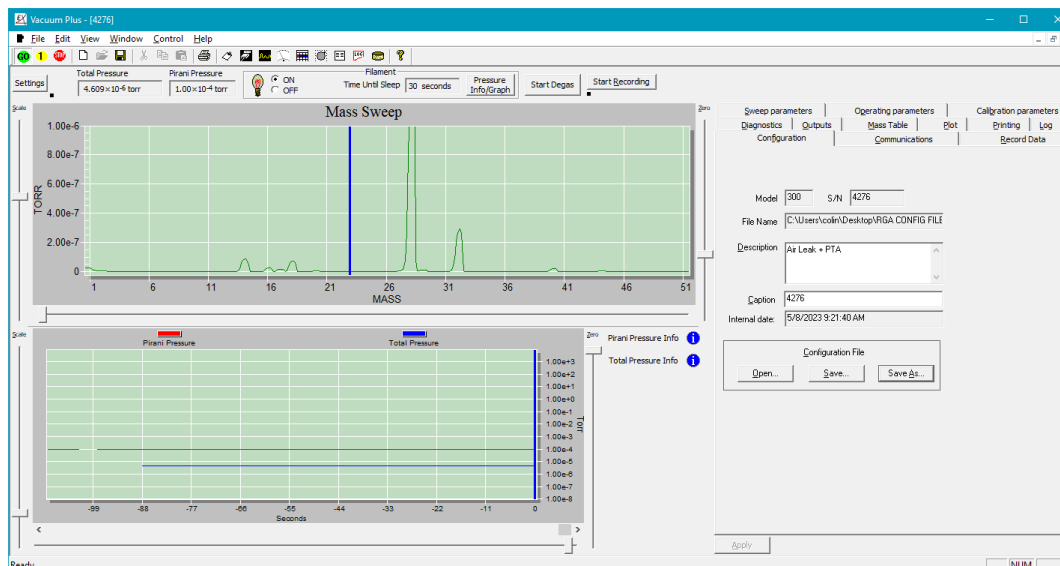 Vacuum Plus - [4276]
File Edit View Window Control Help
GO 1 STOP LOG ?
Settings
Total Pressure
4.609×10-6 torr
Pirani Pressure
1.00×10-4 torr
ON
OFF
Filament
Time Until Sleep 30 seconds
Pressure
Info/Graph
Start Degas
Start Recording
Scale
Mass Sweep
Zero
TORR
1.00e-6
8.00e-7
6.00e-7
4.00e-7
2.00e-7
0
1 6 11 16 21 26 31 36 41 46 51
MASS
Scale
Pirani Pressure
Total Pressure
Zero
1.00e+3
1.00e+2
1.00e+1
1.00e+0
1.00e-1
1.00e-2
1.00e-3
1.00e-4
1.00e-5
1.00e-6
1.00e-7
1.00e-8
Torr
-99 -88 -77 -66 -55 -44 -33 -22 -11 0
Seconds
Pirani Pressure Info
Total Pressure Info
Sweep parameters Operating parameters Calibration parameters
Diagnostics Outputs Mass Table Plot Printing Log
Configuration Communications Record Data
Model 300 S/N 4276
File Name C:\Users\colin\Desktop\RGA CONFIG FILE
Description Air Leak + PTA
Caption 4276
Internal date: 5/8/2023 9:21:40 AM
Configuration File
Open... Save... Save As...
Apply
Ready
NUM